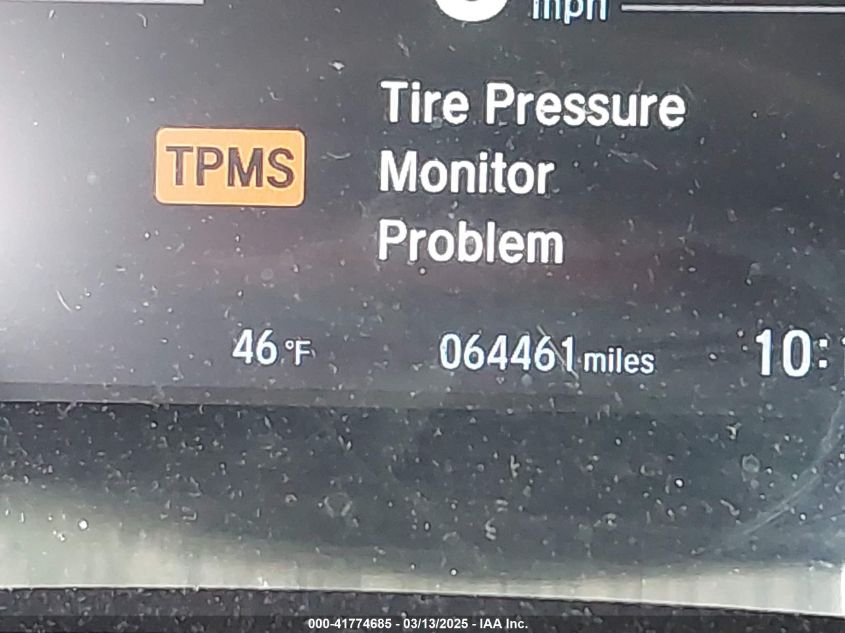 mph
Tire Pressure
TPMS
Monitor
Problem
46 °F
064461 miles
10:
000-41774685 - 03/13/2025 - IAA Inc.